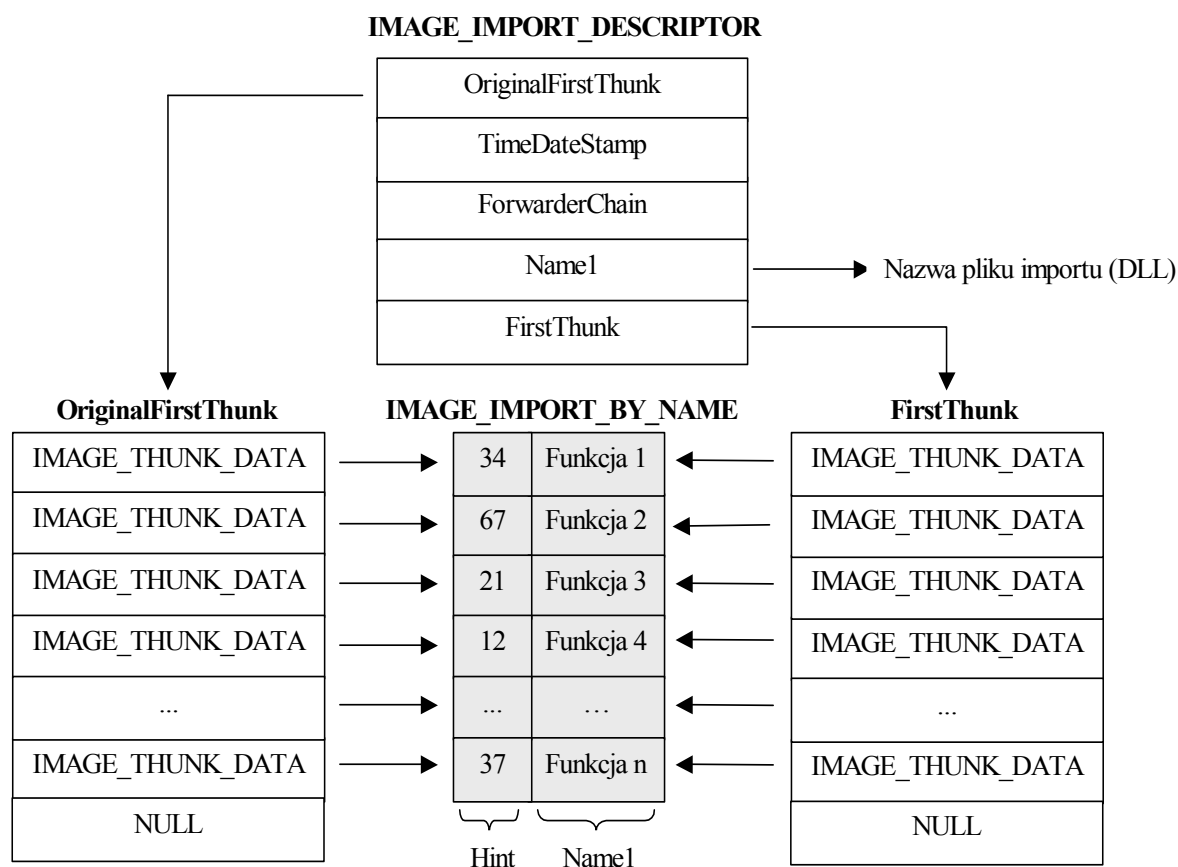 IMAGE_IMPORT_DESCRIPTOR
OriginalFirstThunk
TimeDateStamp
ForwarderChain
Name1
Nazwa pliku importu (DLL)
FirstThunk
OriginalFirstThunk
IMAGE_IMPORT_BY_NAME
FirstThunk
IMAGE_THUNK_DATA
34
Funkcja 1
IMAGE_THUNK_DATA
IMAGE_THUNK_DATA
67
Funkcja 2
IMAGE_THUNK_DATA
IMAGE_THUNK_DATA
21
Funkcja 3
IMAGE_THUNK_DATA
IMAGE_THUNK_DATA
12
Funkcja 4
IMAGE_THUNK_DATA
...
...
…
...
IMAGE_THUNK_DATA
37
Funkcja n
IMAGE_THUNK_DATA
NULL
NULL
Hint
Name1